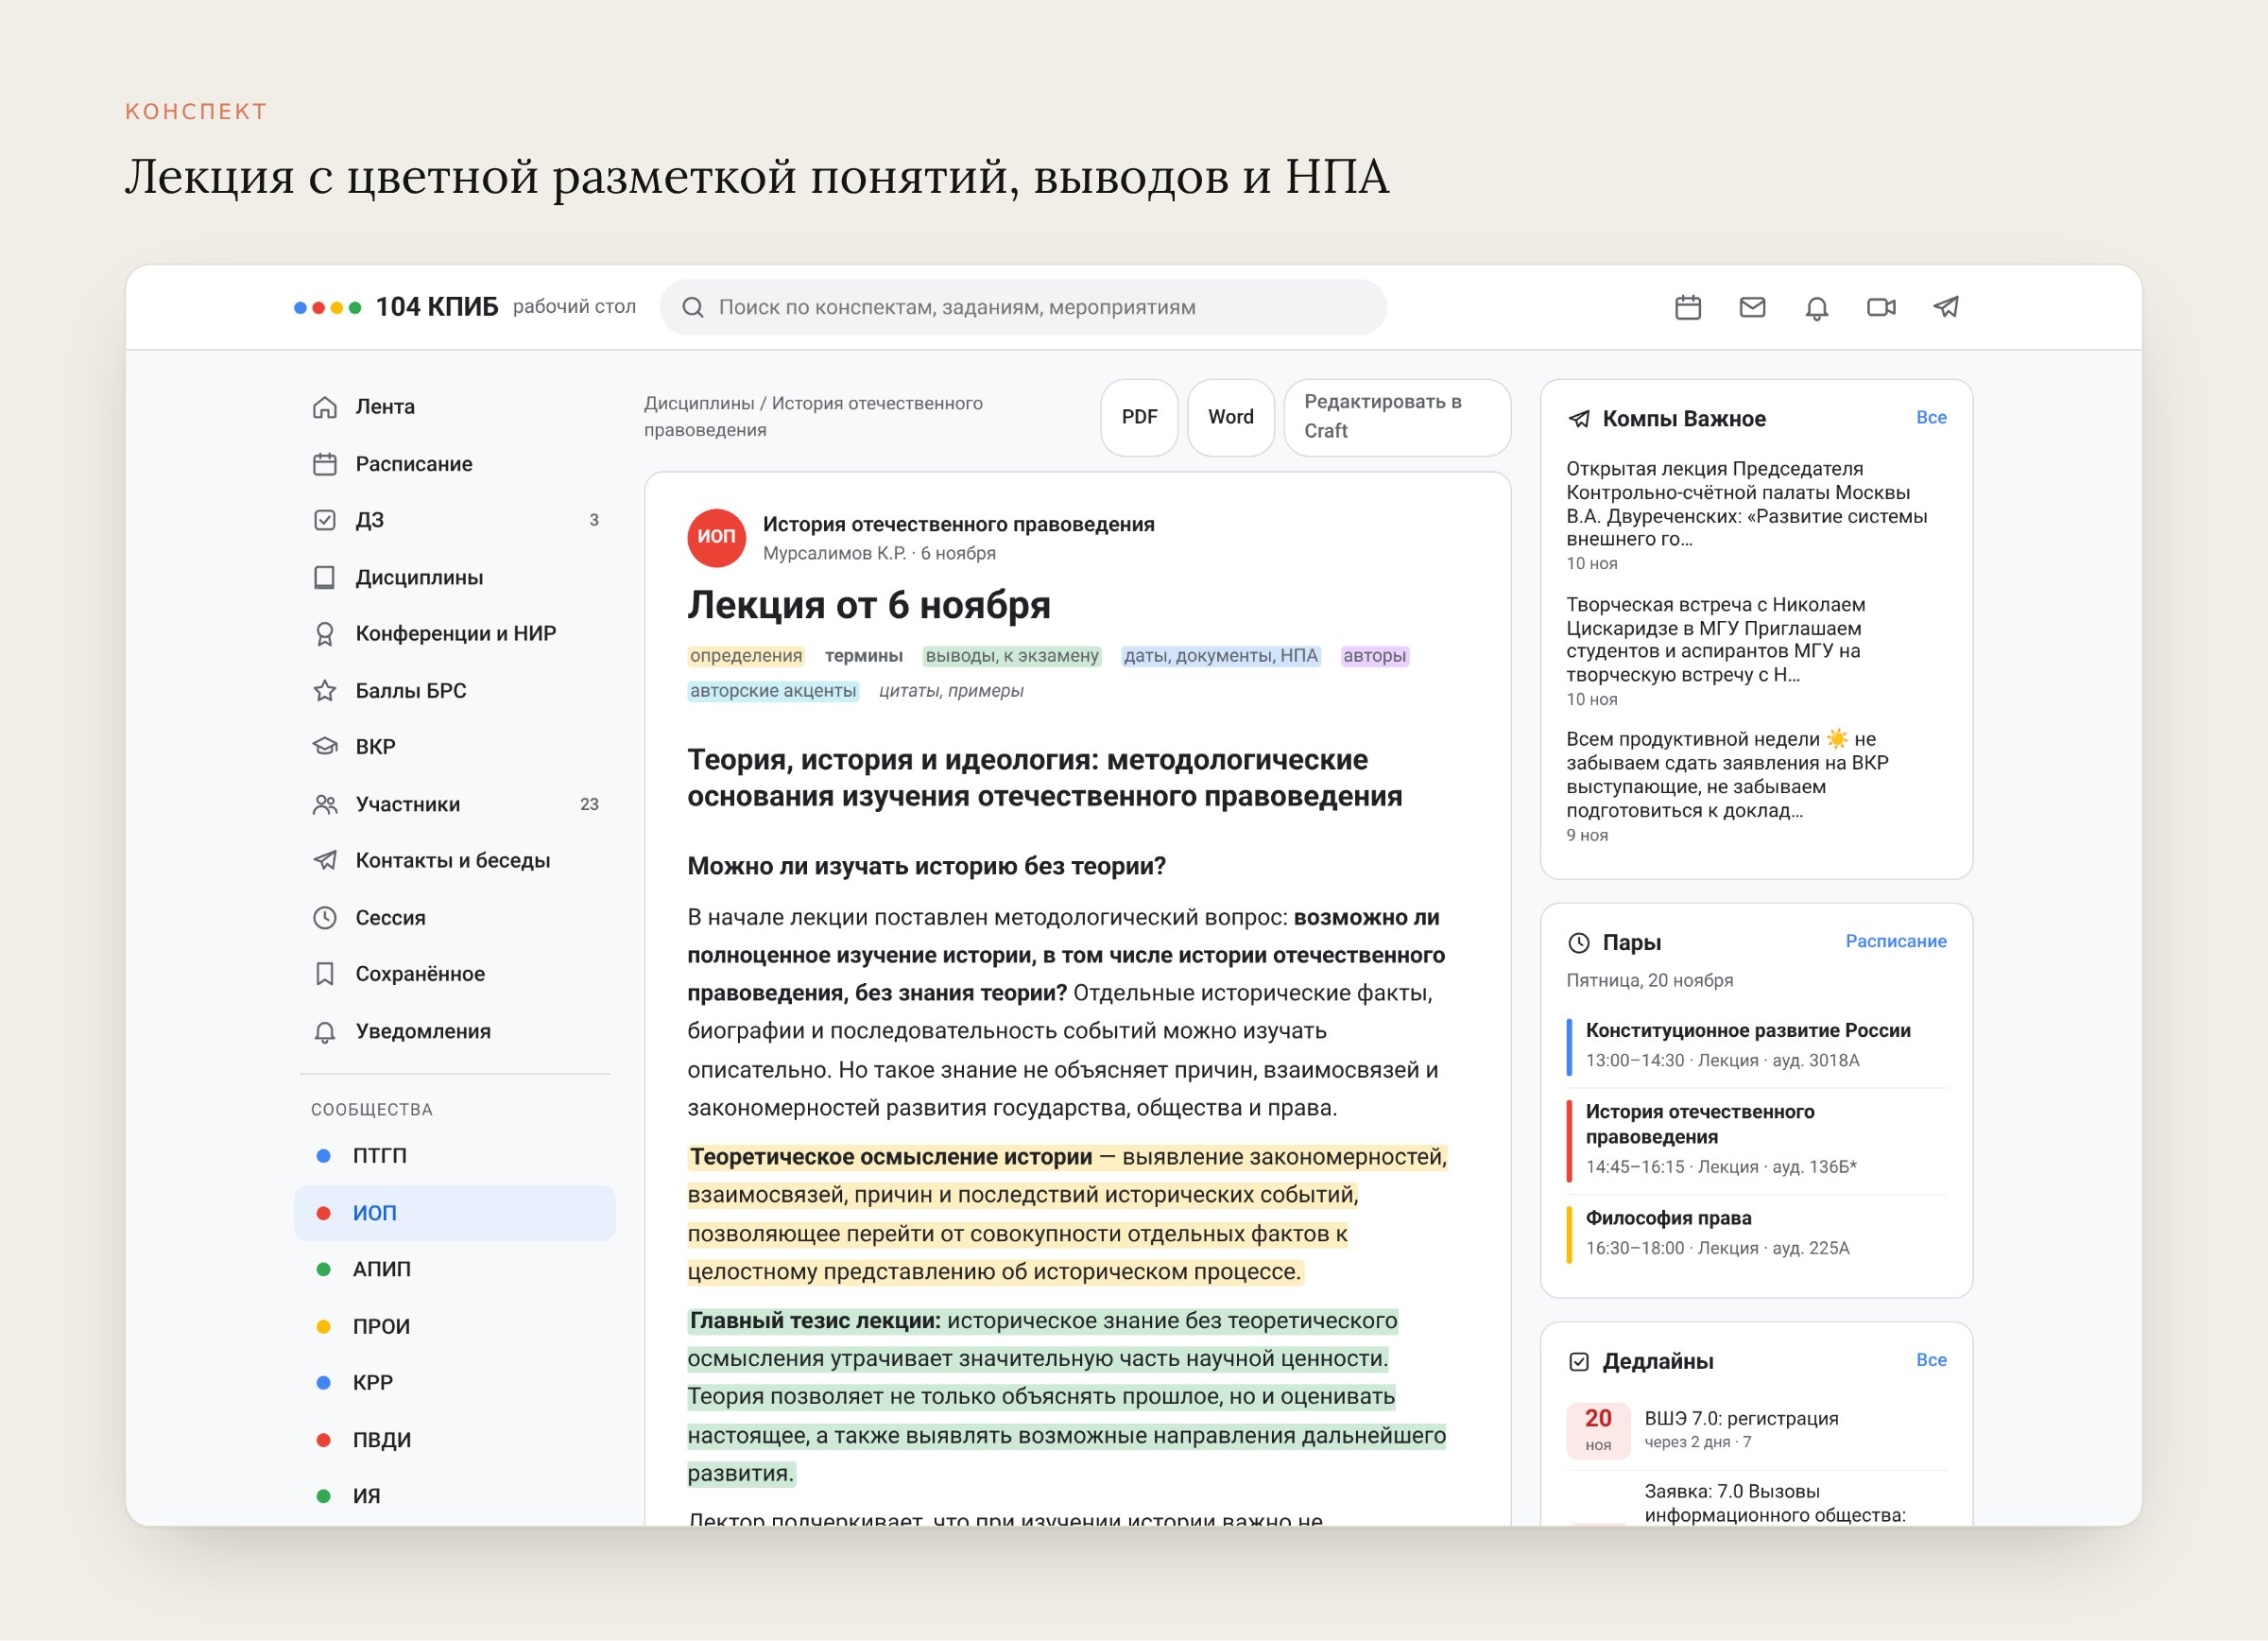 КОНСПЕКТ
Лекция с цветной разметкой понятий, выводов и НПА
104 КПИБ рабочий стол
Поиск по конспектам, заданиям, мероприятиям
Лента
Расписание
ДЗ 3
Дисциплины
Конференции и НИР
Баллы БРС
ВКР
Участники 23
Контакты и беседы
Сессия
Сохранённое
Уведомления
СООБЩЕСТВА
ПТГП
ИОП
АПИП
ПРОИ
КРР
ПВДИ
ИЯ
Дисциплины / История отечественного
правоведения
PDF
Word
Редактировать в
Craft
ИОП
История отечественного правоведения
Мурсалимов К.Р. · 6 ноября
Лекция от 6 ноября
определения термины выводы, к экзамену даты, документы, НПА авторы
авторские акценты цитаты, примеры
Теория, история и идеология: методологические
основания изучения отечественного правоведения
Можно ли изучать историю без теории?
В начале лекции поставлен методологический вопрос: возможно ли
полноценное изучение истории, в том числе истории отечественного
правоведения, без знания теории? Отдельные исторические факты,
биографии и последовательность событий можно изучать
описательно. Но такое знание не объясняет причин, взаимосвязей и
закономерностей развития государства, общества и права.
Теоретическое осмысление истории — выявление закономерностей,
взаимосвязей, причин и последствий исторических событий,
позволяющее перейти от совокупности отдельных фактов к
целостному представлению об историческом процессе.
Главный тезис лекции: историческое знание без теоретического
осмысления утрачивает значительную часть научной ценности.
Теория позволяет не только объяснять прошлое, но и оценивать
настоящее, а также выявлять возможные направления дальнейшего
развития.
Лектор подчеркивает, что при изучении истории важно не
Компы Важное Все
Открытая лекция Председателя
Контрольно-счётной палаты Москвы
В.А. Двуреченских: «Развитие системы
внешнего го…
10 ноя
Творческая встреча с Николаем
Цискаридзе в МГУ Приглашаем
студентов и аспирантов МГУ на
творческую встречу с Н…
10 ноя
Всем продуктивной недели ☀️ не
забываем сдать заявления на ВКР
выступающие, не забываем
подготовиться к доклад…
9 ноя
Пары Расписание
Пятница, 20 ноября
Конституционное развитие России
13:00–14:30 · Лекция · ауд. 3018А
История отечественного
правоведения
14:45–16:15 · Лекция · ауд. 136Б*
Философия права
16:30–18:00 · Лекция · ауд. 225А
Дедлайны Все
20
ноя
ВШЭ 7.0: регистрация
через 2 дня · 7
Заявка: 7.0 Вызовы
информационного общества: